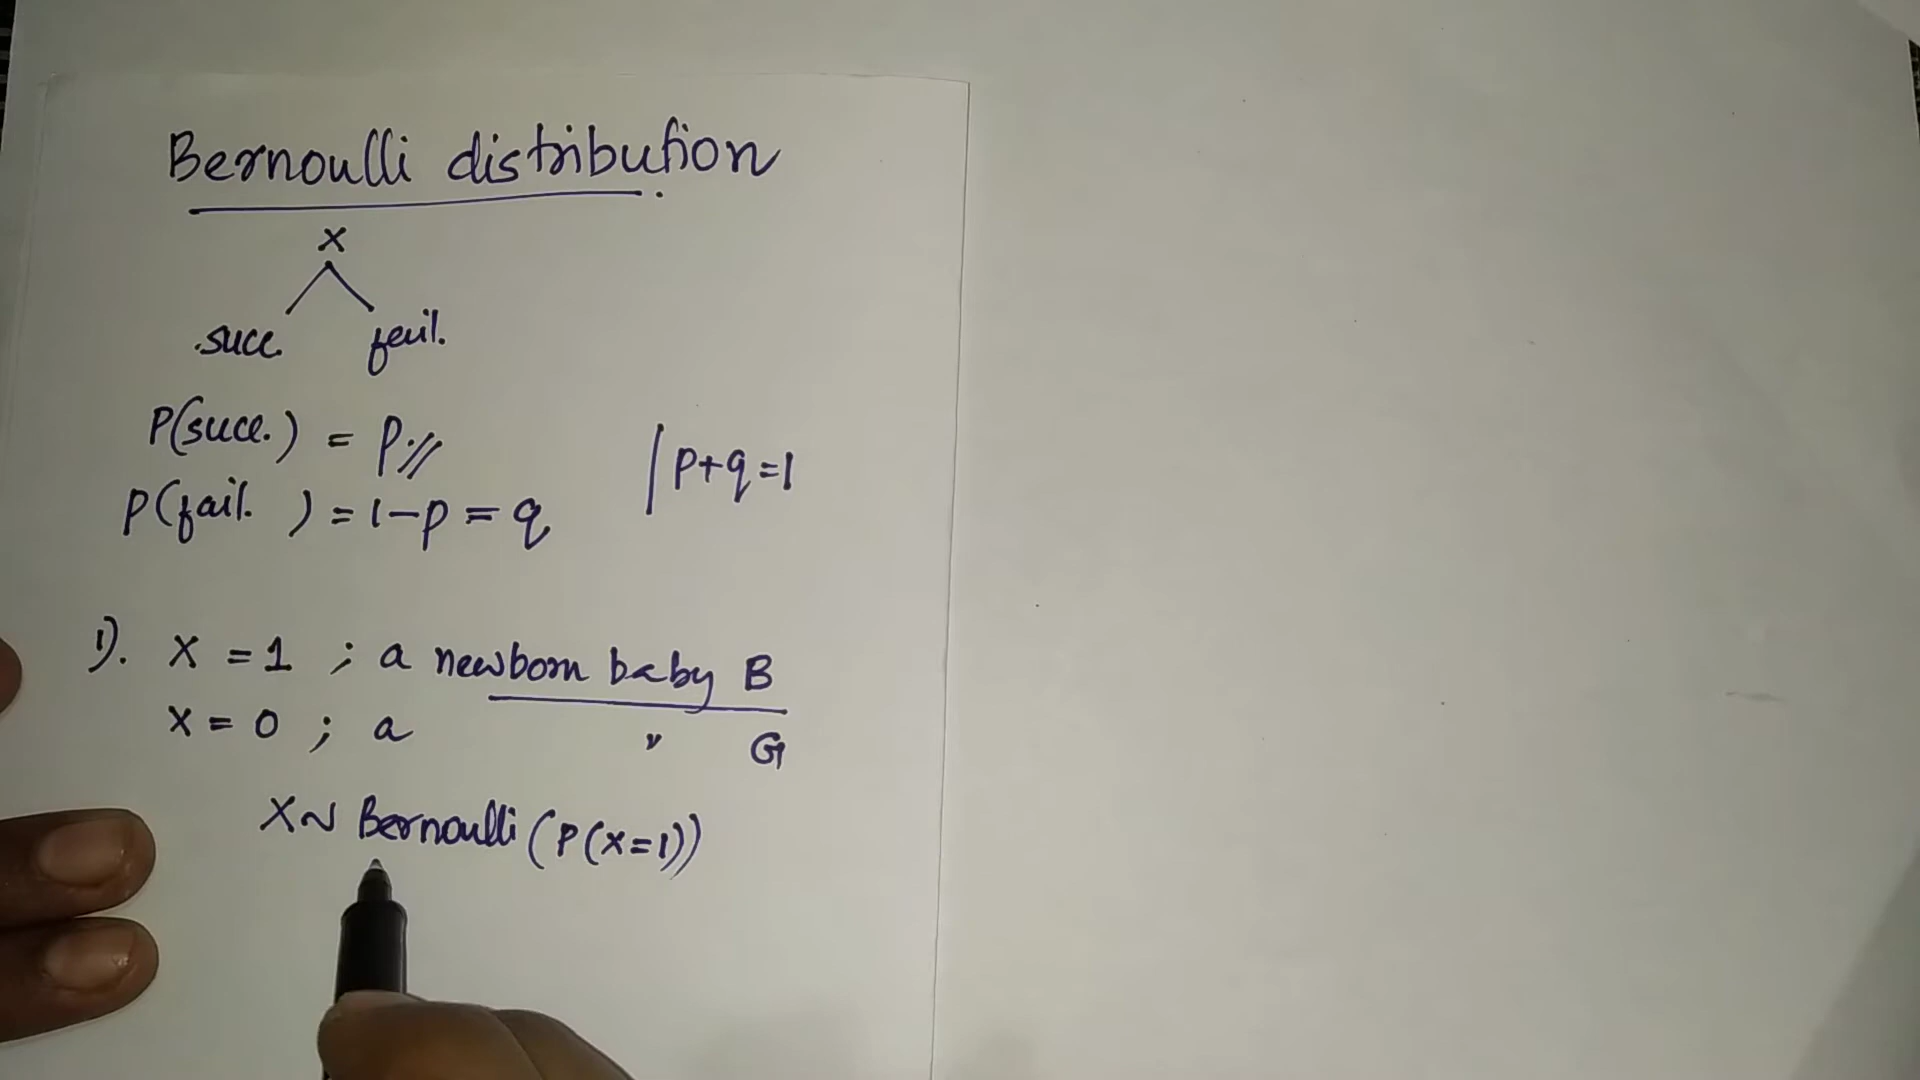 Bernoulli distribution
X
succ. fail.
P(succ.) = p
P(fail.) = 1-p = q
p+q=1
1). X = 1 ; a newborn baby B
X = 0 ; a " G
X ~ Bernoulli (P(X=1))